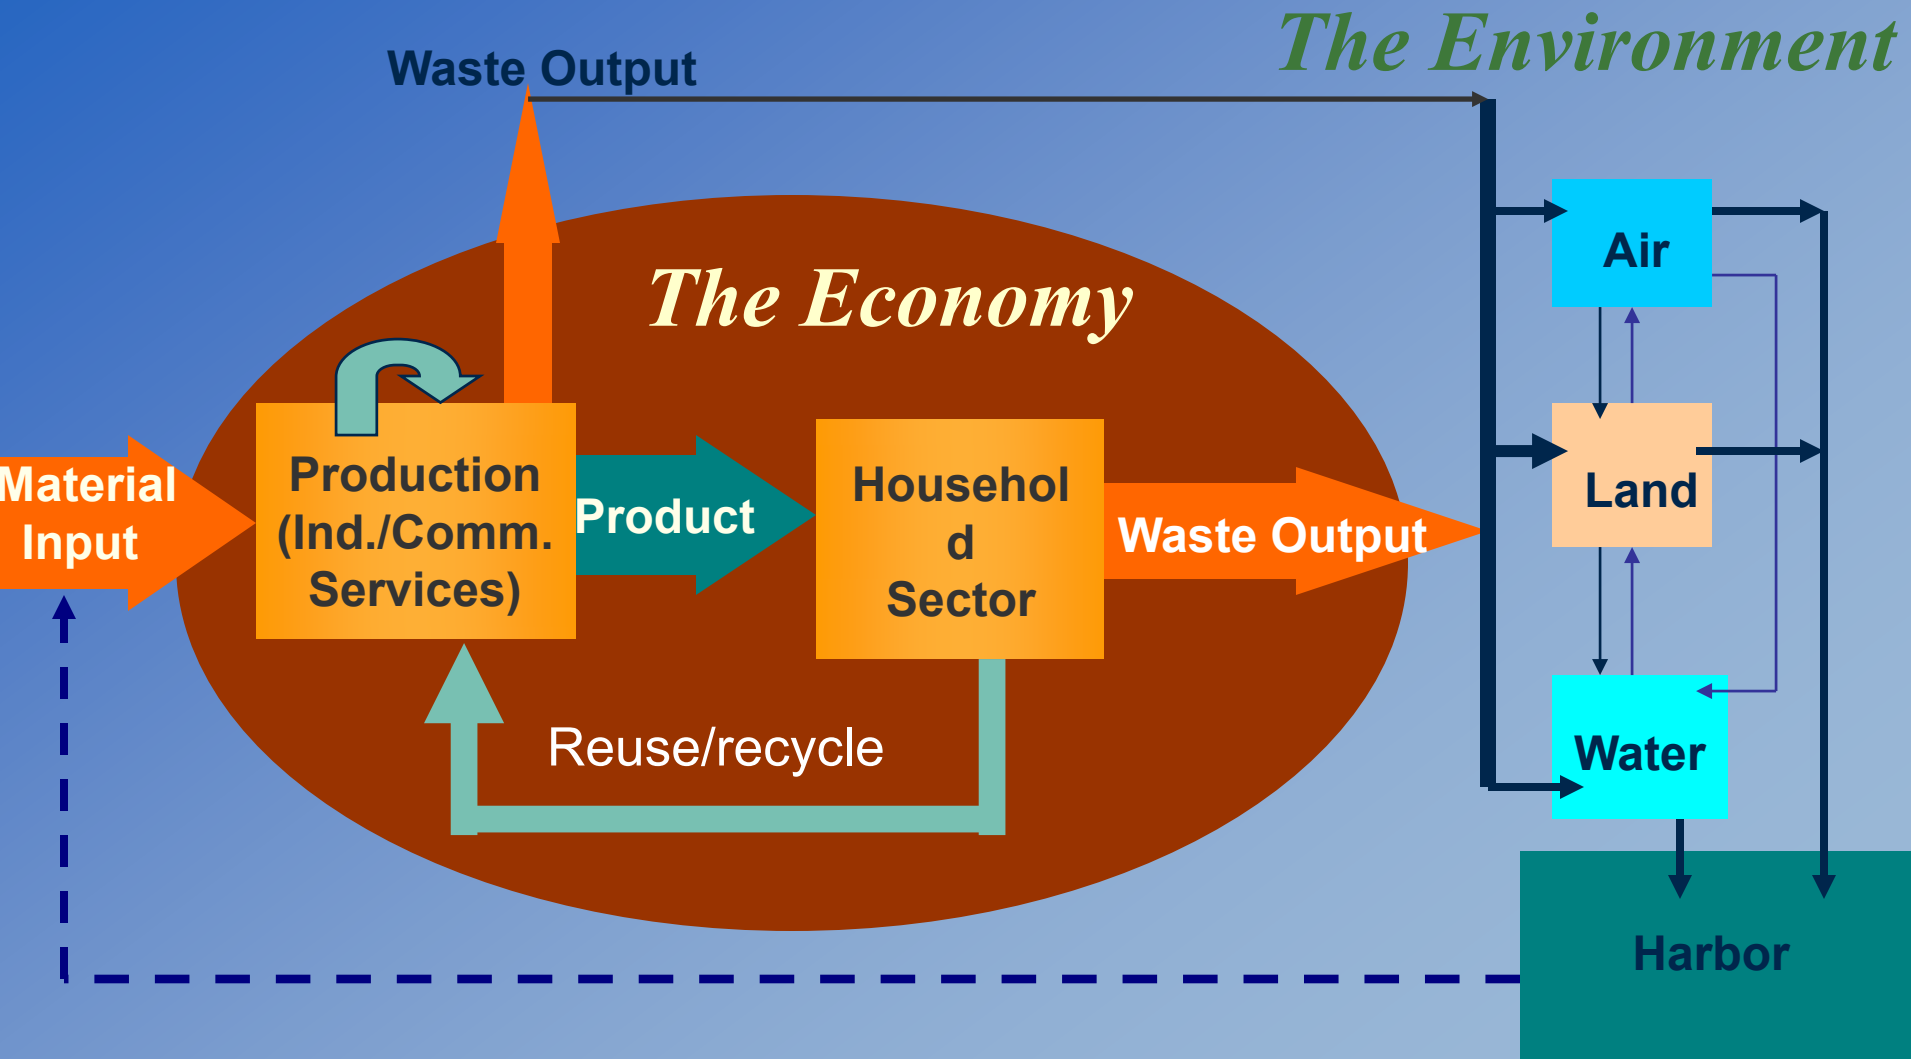 The Environment
Waste Output
The Economy
Air
Material
Input
Production
(Ind./Comm.
Services)
Product
Househol
d
Sector
Waste Output
Land
Reuse/recycle
Water
Harbor